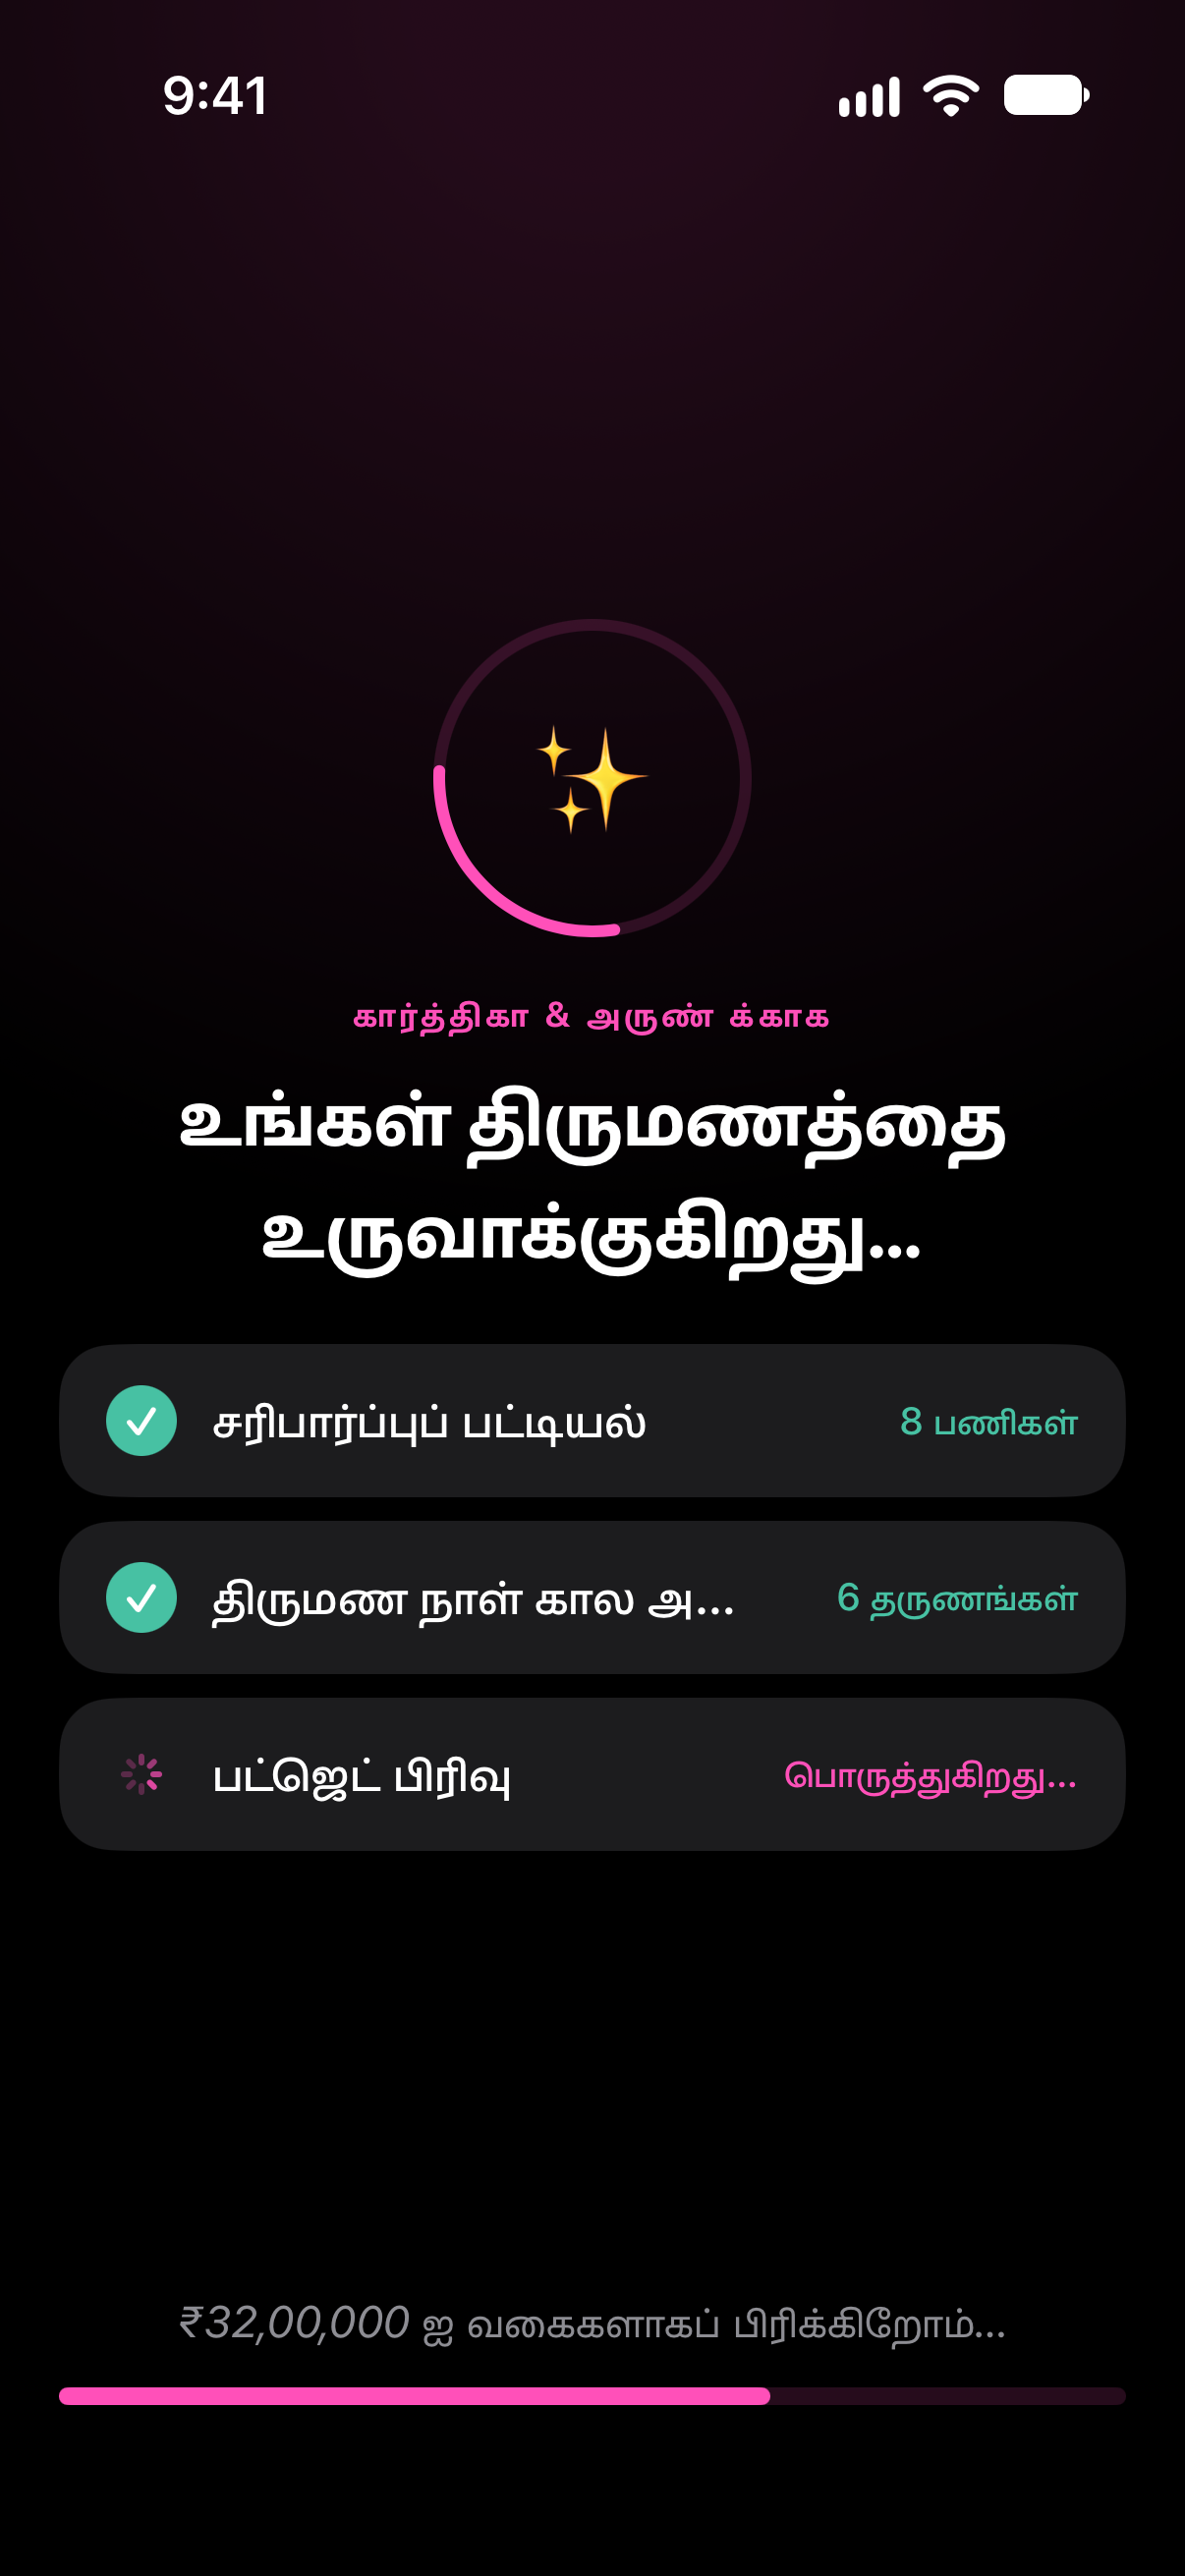 9:41
கார்த்திகா & அருண் க்காக
உங்கள் திருமணத்தை
உருவாக்குகிறது...
சரிபார்ப்புப் பட்டியல்
8 பணிகள்
திருமண நாள் கால அ...
6 தருணங்கள்
பட்ஜெட் பிரிவு
பொருத்துகிறது...
₹32,00,000 ஐ வகைகளாகப் பிரிக்கிறோம்...